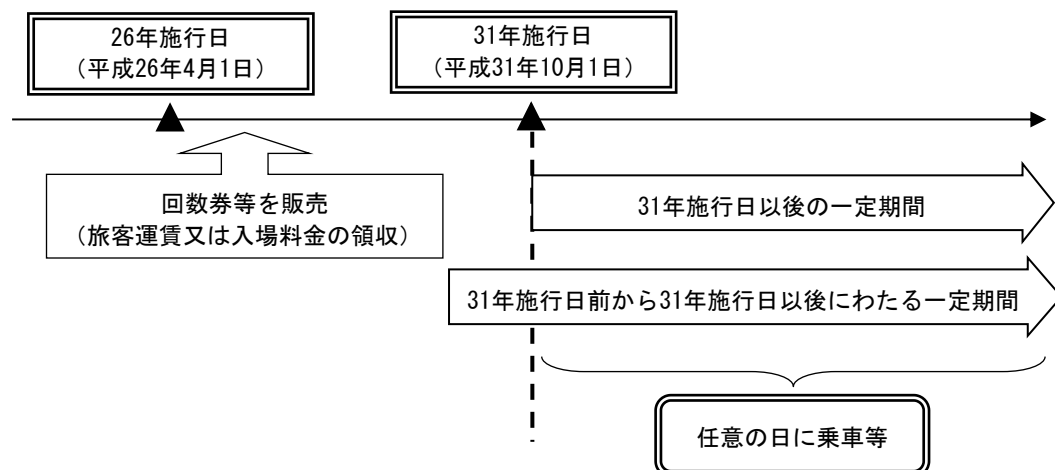 26年施行日
（平成26年4月1日）
31年施行日
（平成31年10月1日）
回数券等を販売
（旅客運賃又は入場料金の領収）
31年施行日以後の一定期間
31年施行日前から31年施行日以後にわたる一定期間
任意の日に乗車等